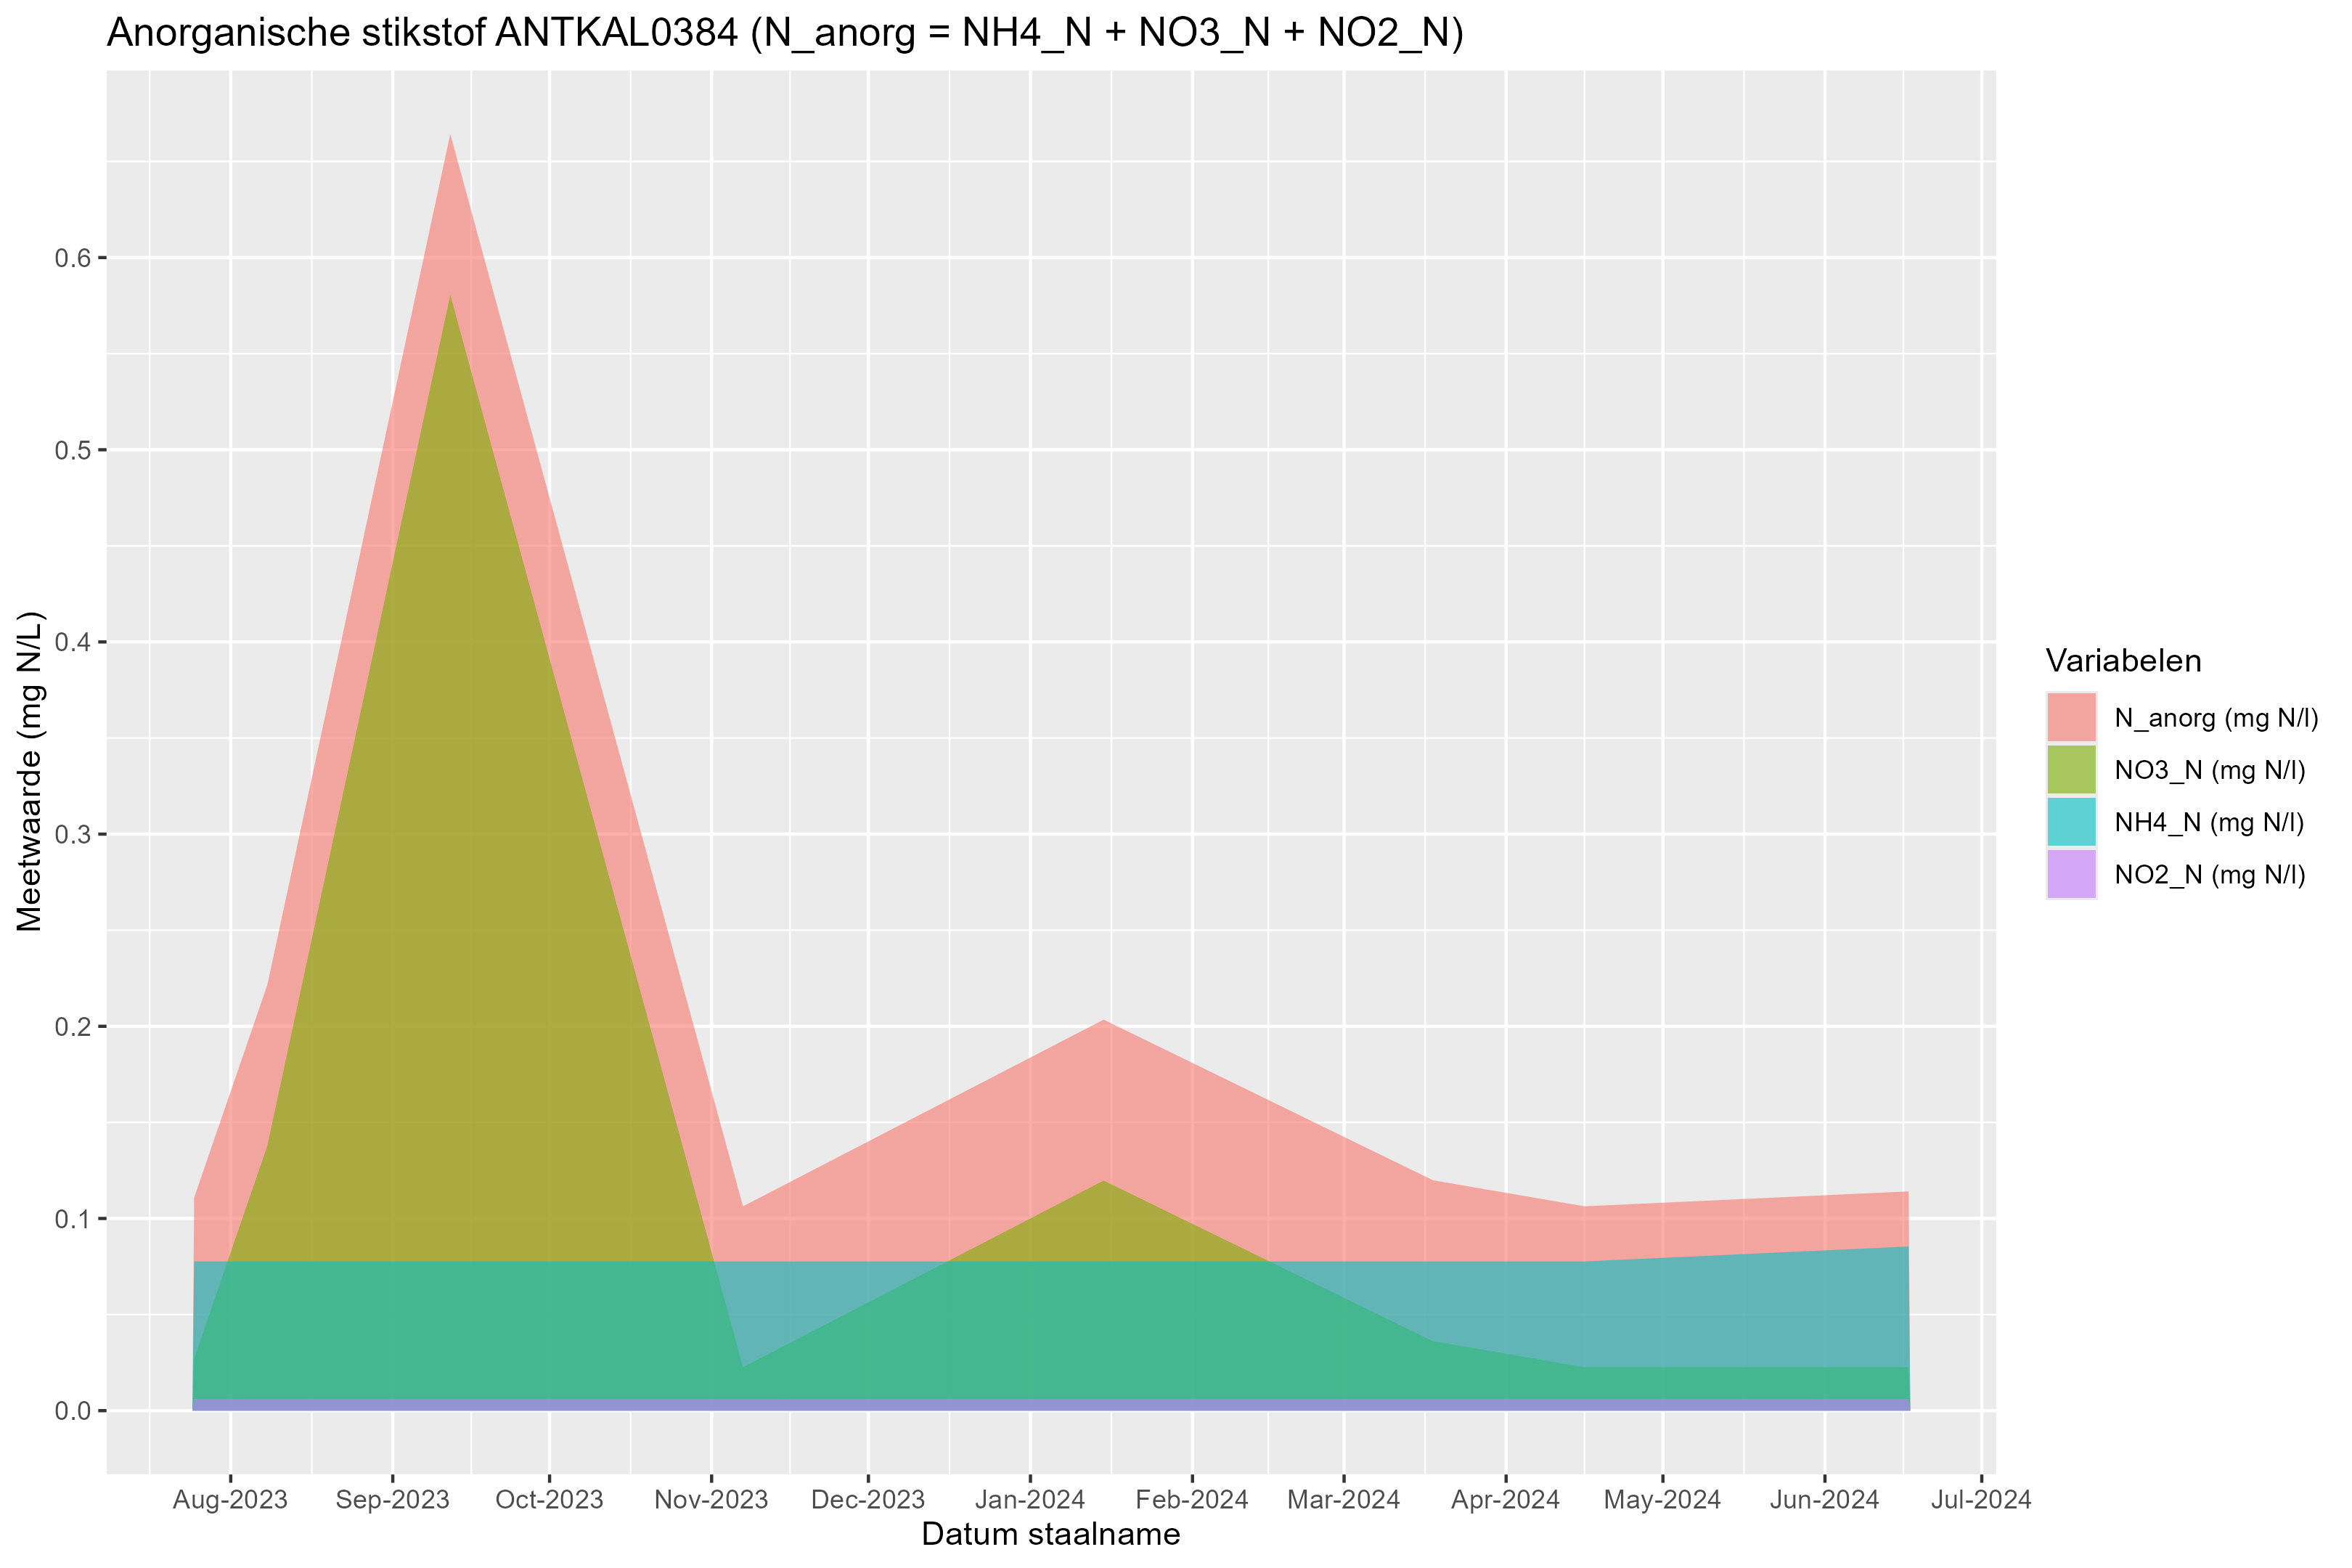 Anorganische stikstof ANTKAL0384 (N_anorg = NH4_N + NO3_N + NO2_N)
Meetwaarde (mg N/L)
0.6
0.5
0.4
0.3
0.2
0.1
0.0
Aug-2023 Sep-2023 Oct-2023 Nov-2023 Dec-2023 Jan-2024 Feb-2024 Mar-2024 Apr-2024 May-2024 Jun-2024 Jul-2024
Datum staalname
Variabelen
N_anorg (mg N/l)
NO3_N (mg N/l)
NH4_N (mg N/l)
NO2_N (mg N/l)